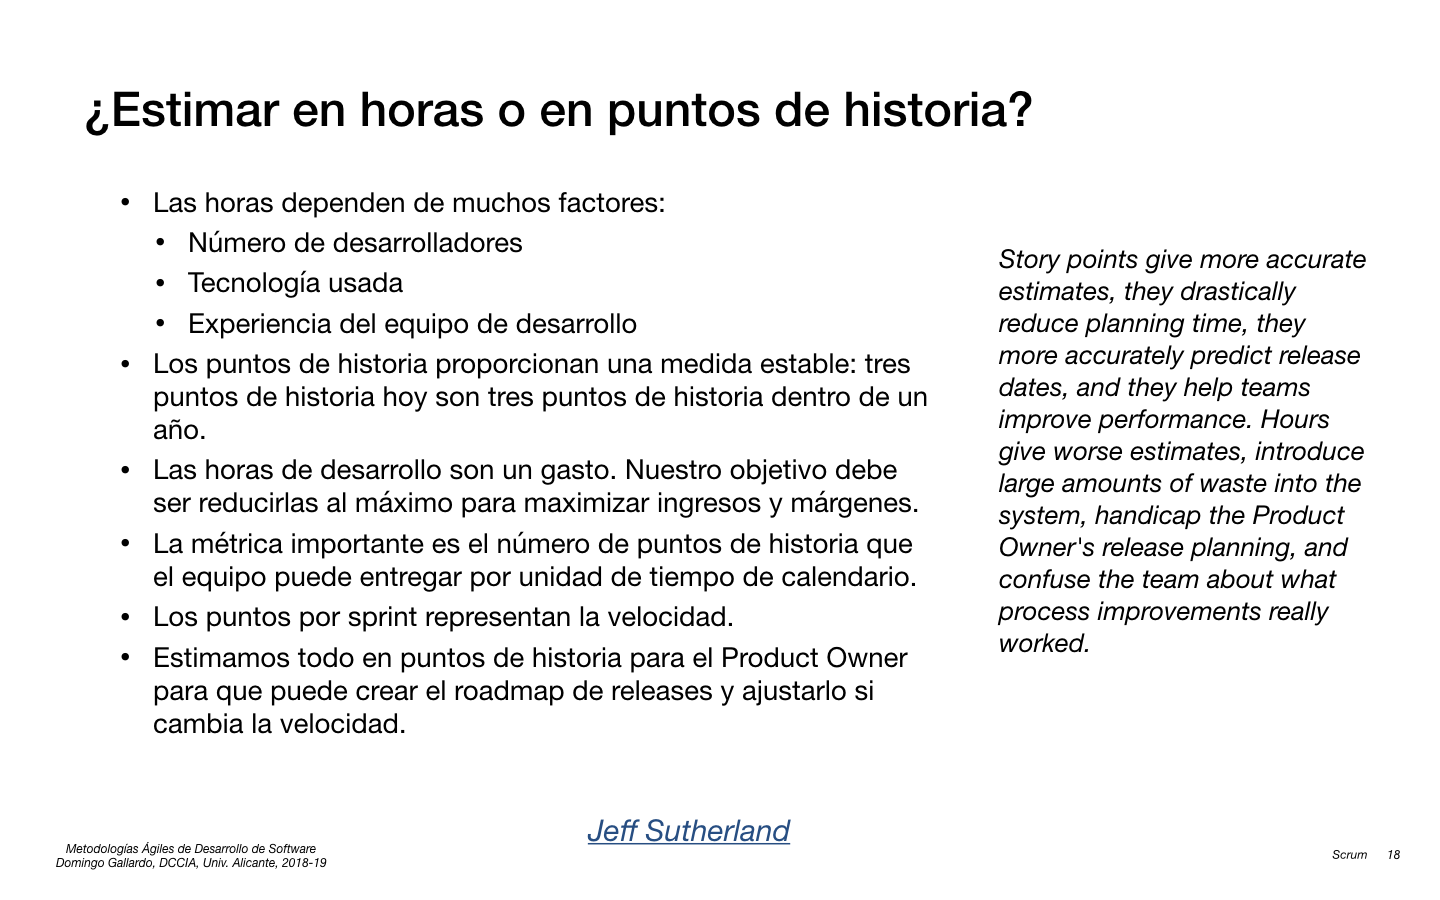 ¿Estimar en horas o en puntos de historia?
• Las horas dependen de muchos factores:
• Número de desarrolladores
• Tecnología usada
• Experiencia del equipo de desarrollo
• Los puntos de historia proporcionan una medida estable: tres
puntos de historia hoy son tres puntos de historia dentro de un
año.
• Las horas de desarrollo son un gasto. Nuestro objetivo debe
ser reducirlas al máximo para maximizar ingresos y márgenes.
• La métrica importante es el número de puntos de historia que
el equipo puede entregar por unidad de tiempo de calendario.
• Los puntos por sprint representan la velocidad.
• Estimamos todo en puntos de historia para el Product Owner
para que puede crear el roadmap de releases y ajustarlo si
cambia la velocidad.
Story points give more accurate
estimates, they drastically
reduce planning time, they
more accurately predict release
dates, and they help teams
improve performance. Hours
give worse estimates, introduce
large amounts of waste into the
system, handicap the Product
Owner's release planning, and
confuse the team about what
process improvements really
worked.
Jeff Sutherland
Metodologías Ágiles de Desarrollo de Software
Domingo Gallardo, DCCIA, Univ. Alicante, 2018-19
Scrum 18